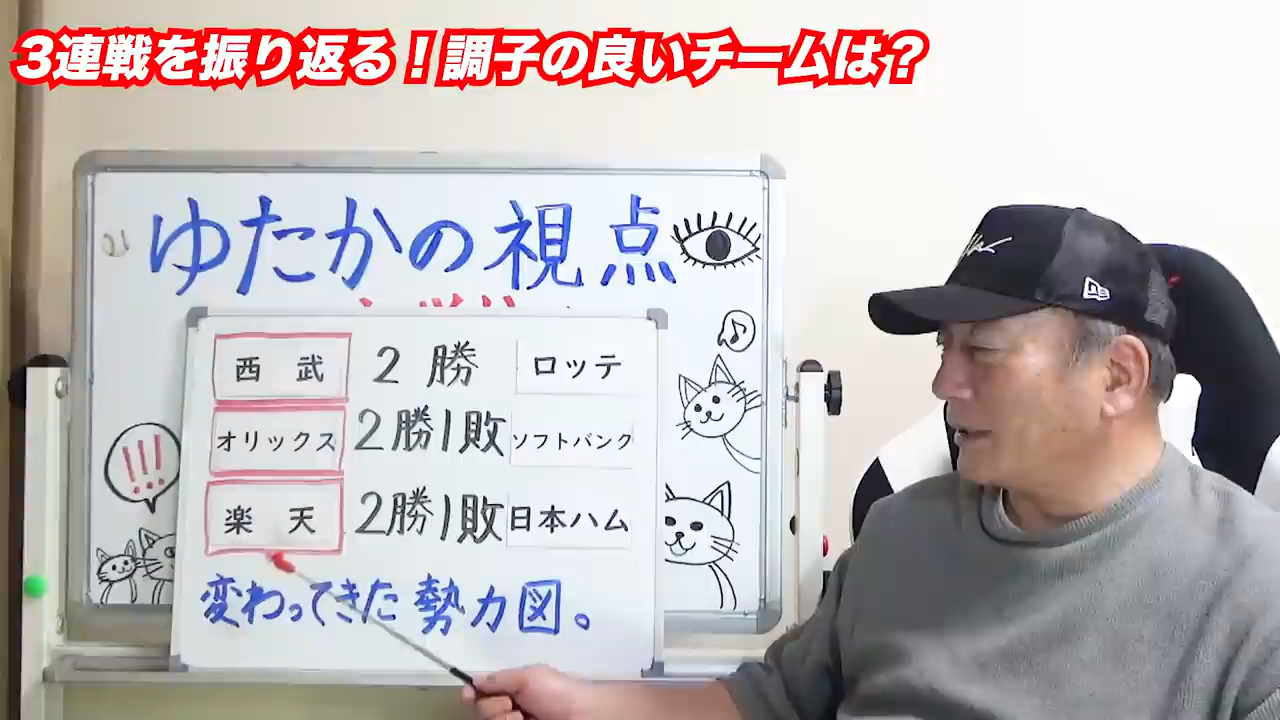 3連戦を振り返る！調子の良いチームは？
ゆたかの視点
西武 2勝 ロッテ
オリックス 2勝1敗 ソフトバンク
楽天 2勝1敗 日本ハム
変わってきた勢力図。
!!!